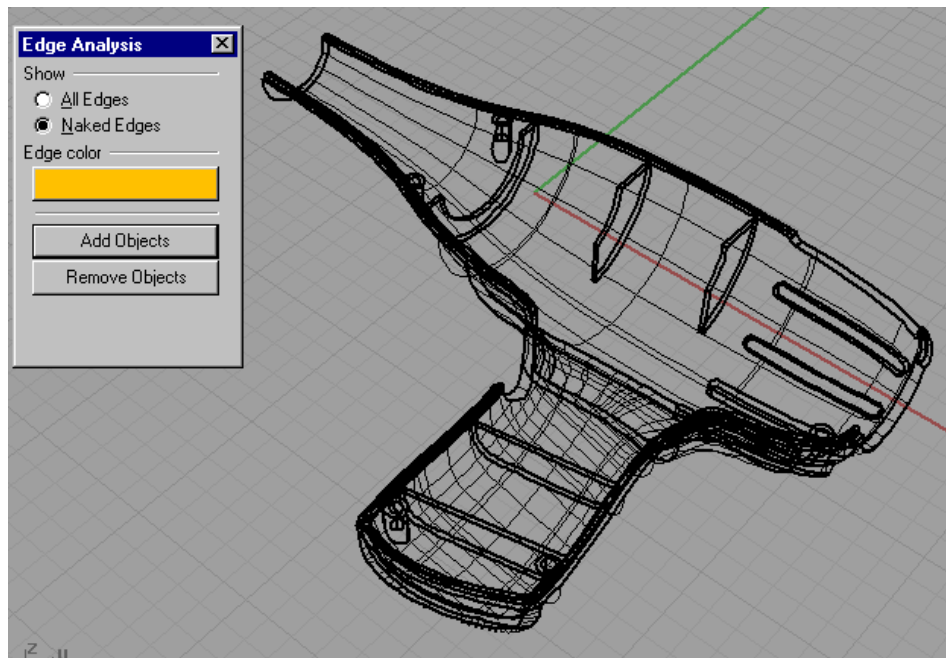 Edge Analysis
Show
All Edges
Naked Edges
Edge color
Add Objects
Remove Objects
z